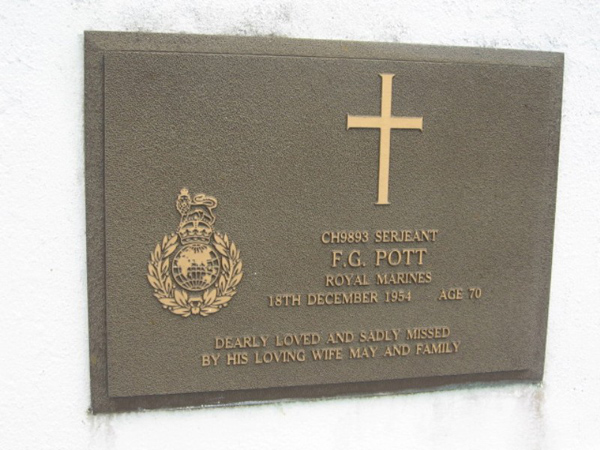 CH9893 SERJEANT
F.G. POTT
ROYAL MARINES
18TH DECEMBER 1954 AGE 70
DEARLY LOVED AND SADLY MISSED
BY HIS LOVING WIFE MAY AND FAMILY